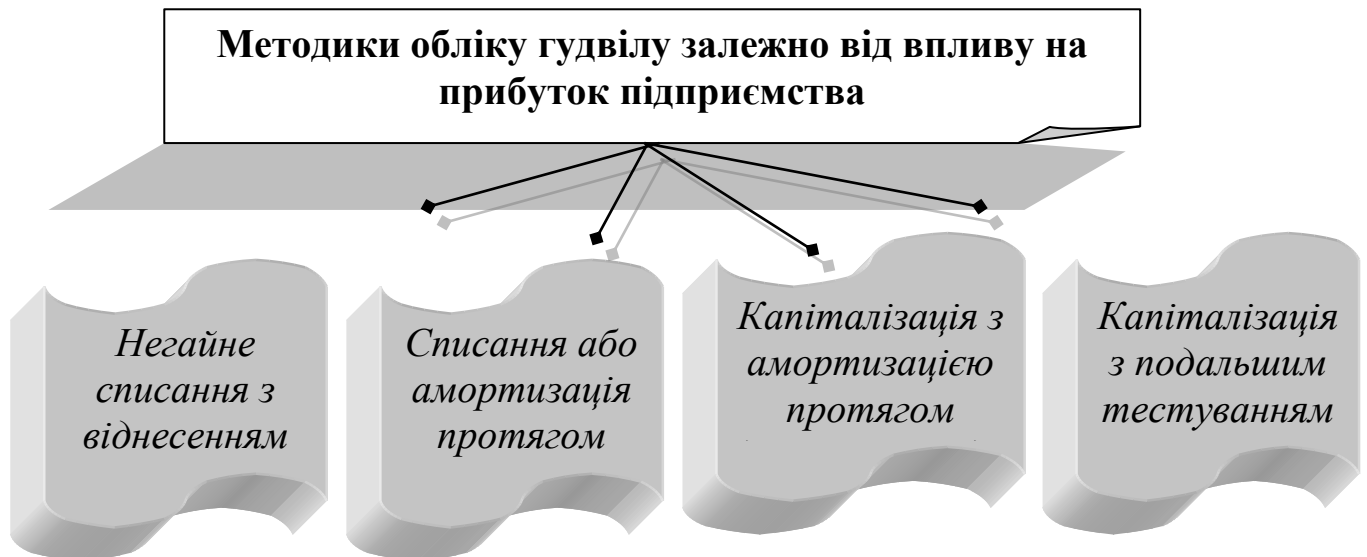 Методики обліку гудвілу залежно від впливу на
прибуток підприємства
Негайне
списання з
віднесенням
Списання або
амортизація
протягом
Капіталізація з
амортизацією
протягом
Капіталізація
з подальшим
тестуванням